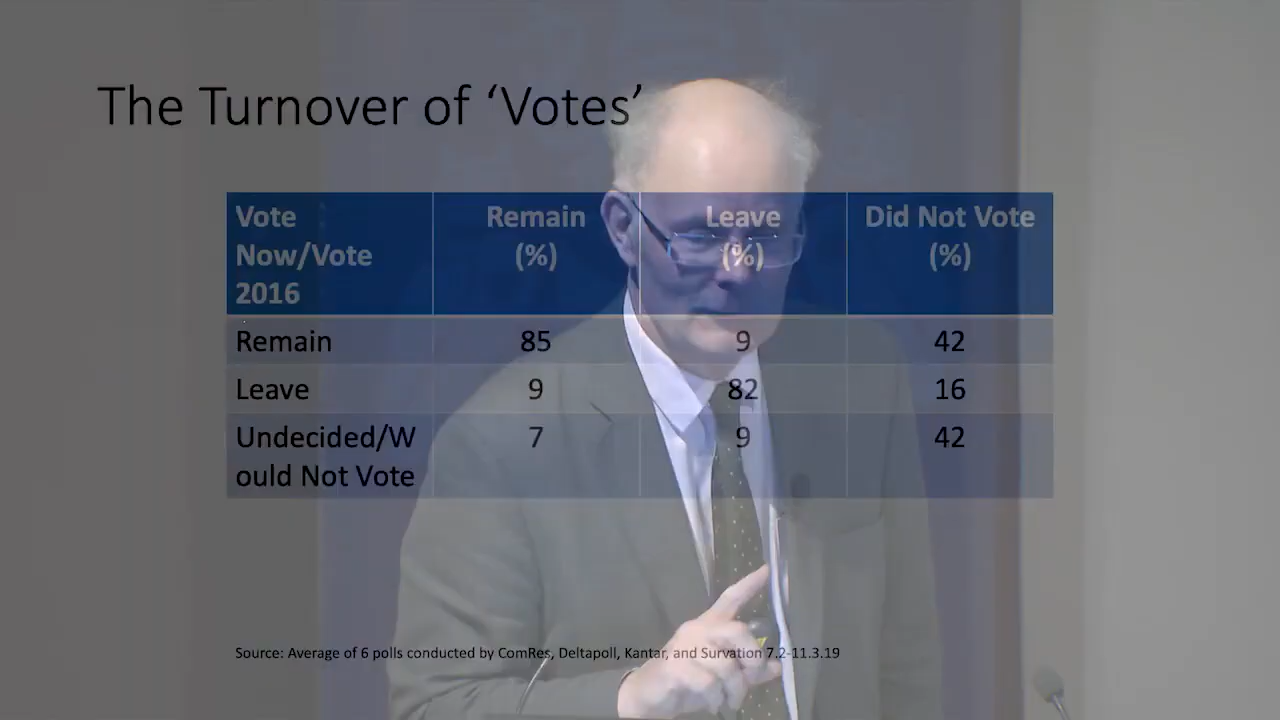 The Turnover of ‘Votes’
Vote Remain Leave Did Not Vote
Now/Vote (%) (%) (%)
2016
Remain 85 9 42
Leave 9 82 16
Undecided/W 7 9 42
ould Not Vote
Source: Average of 6 polls conducted by ComRes, Deltapoll, Kantar, and Survation 7.2-11.3.19